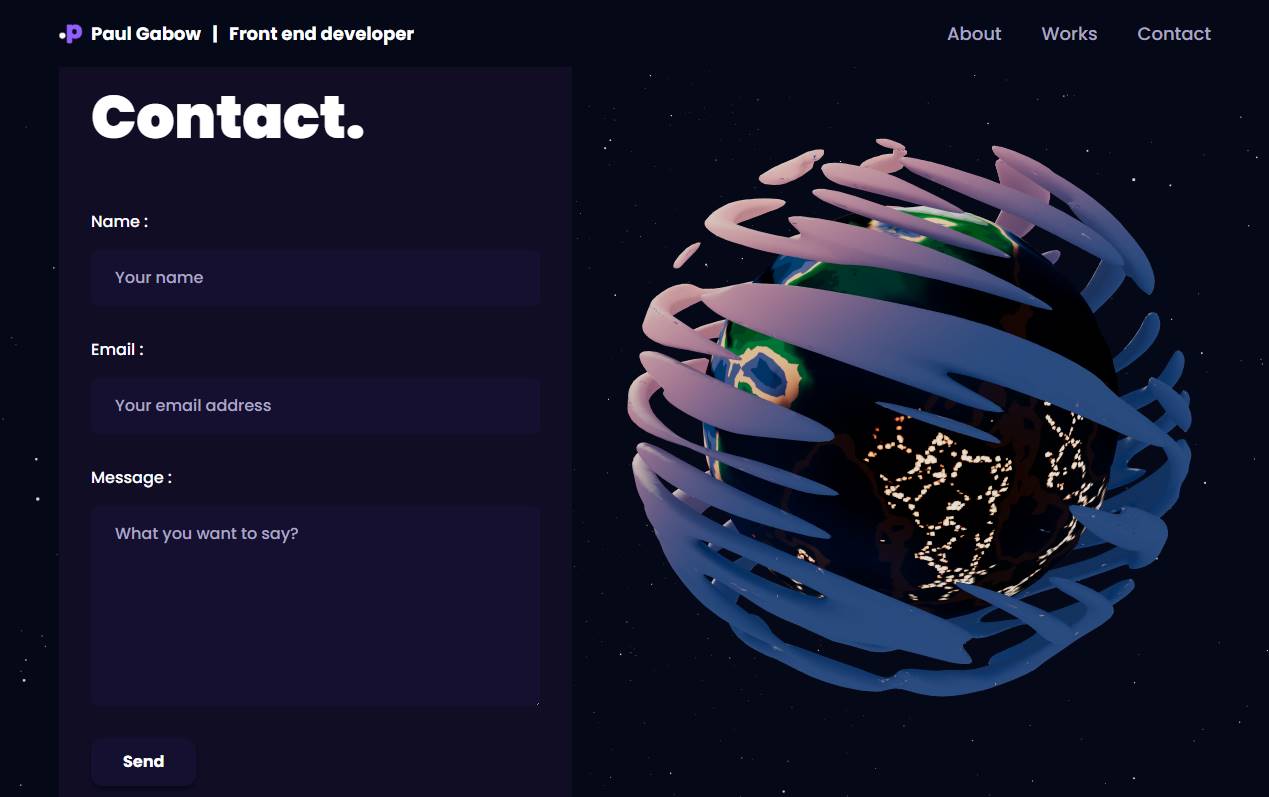 Paul Gabow | Front end developer
About Works Contact
Contact.
Name :
Your name
Email :
Your email address
Message :
What you want to say?
Send